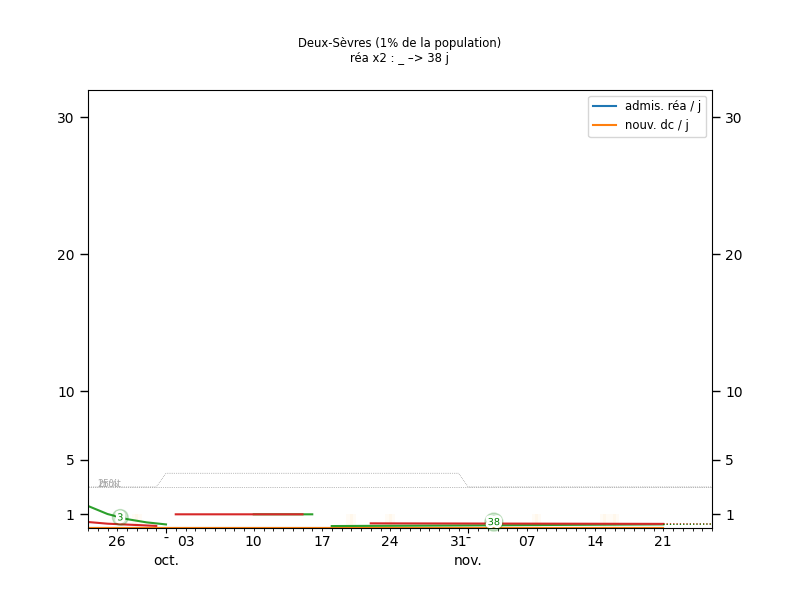 Deux-Sèvres (1% de la population)
réa x2 : _ –> 38 j
admis. réa / j
nouv. dc / j
30 30
20 20
10 10
5 5
1 1
3
38
26 03 10 17 24 31 07 14 21
oct. nov.